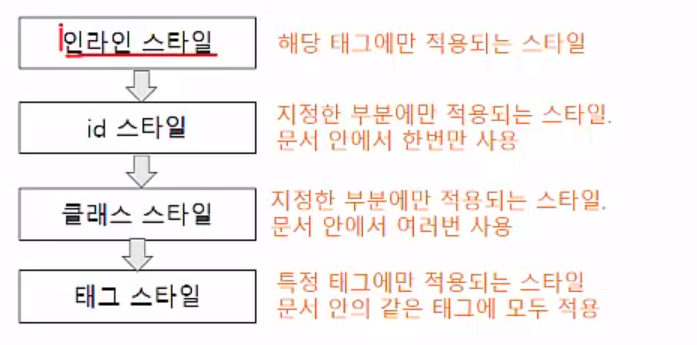 인라인 스타일
해당 태그에만 적용되는 스타일
id 스타일
지정한 부분에만 적용되는 스타일.
문서 안에서 한번만 사용
클래스 스타일
지정한 부분에만 적용되는 스타일.
문서 안에서 여러번 사용
태그 스타일
특정 태그에만 적용되는 스타일
문서 안의 같은 태그에 모두 적용